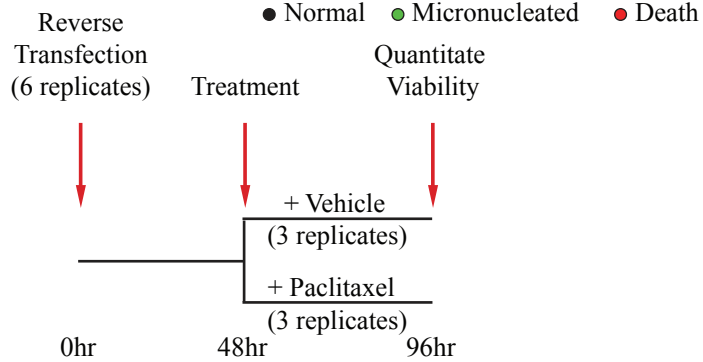 Normal
Micronucleated
Death
Reverse
Transfection
(6 replicates)
Treatment
Quantitate
Viability
+ Vehicle
(3 replicates)
+ Paclitaxel
(3 replicates)
0hr
48hr
96hr